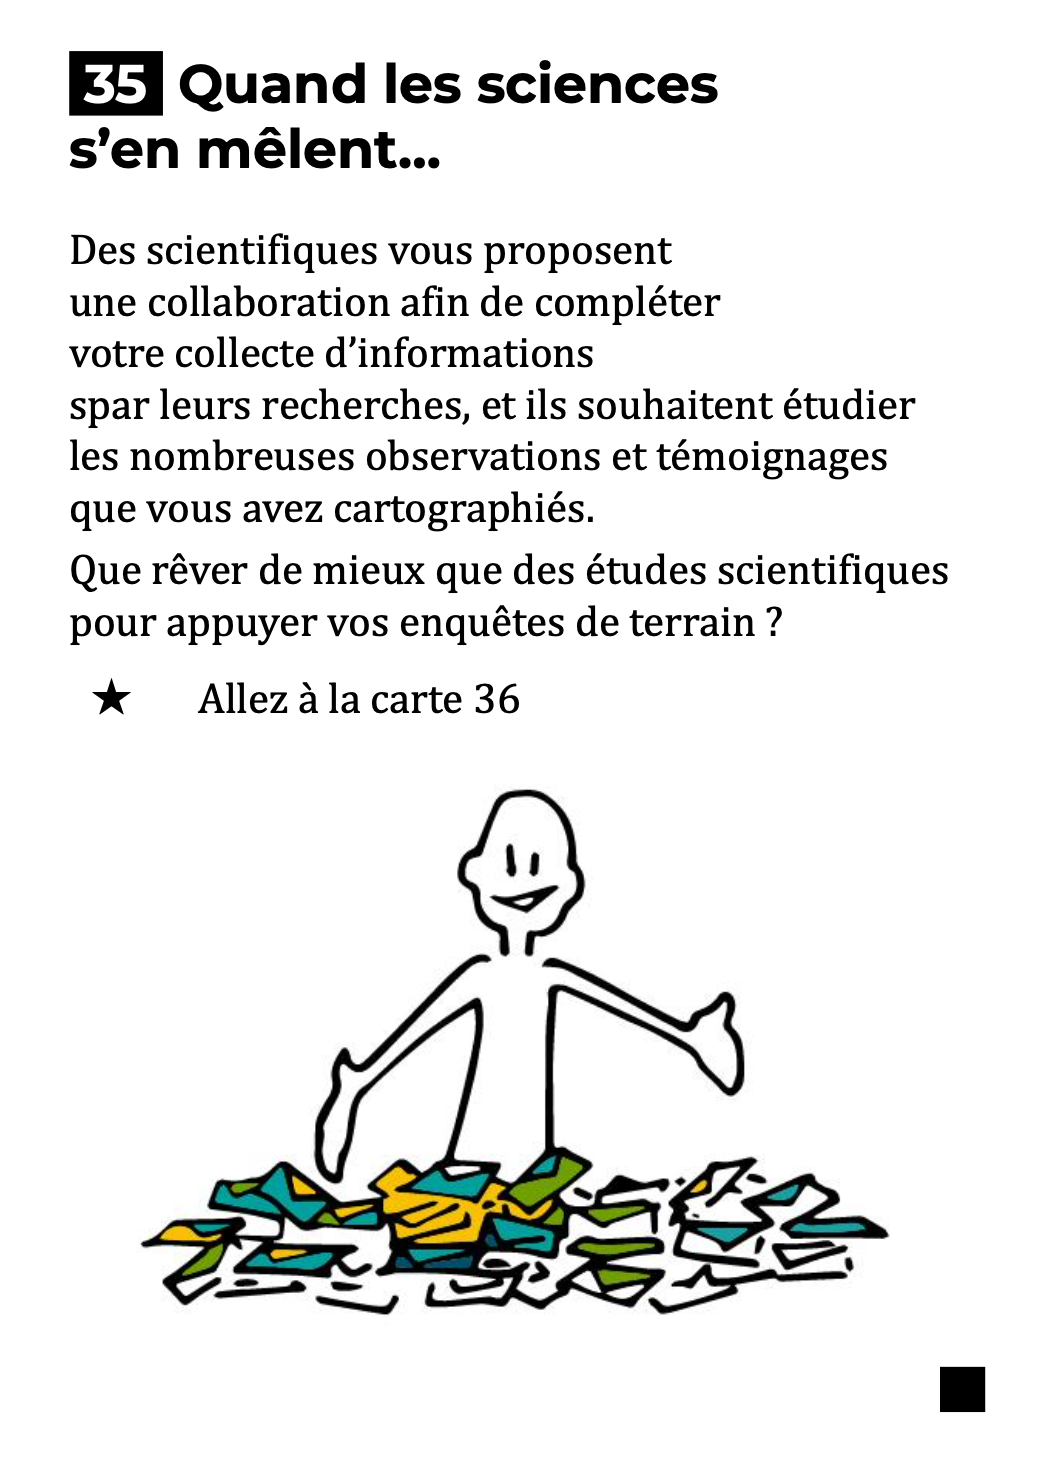 35 Quand les sciences
s’en mêlent...
Des scientifiques vous proposent
une collaboration afin de compléter
votre collecte d’informations
spar leurs recherches, et ils souhaitent étudier
les nombreuses observations et témoignages
que vous avez cartographiés.
Que rêver de mieux que des études scientifiques
pour appuyer vos enquêtes de terrain ?
★ Allez à la carte 36